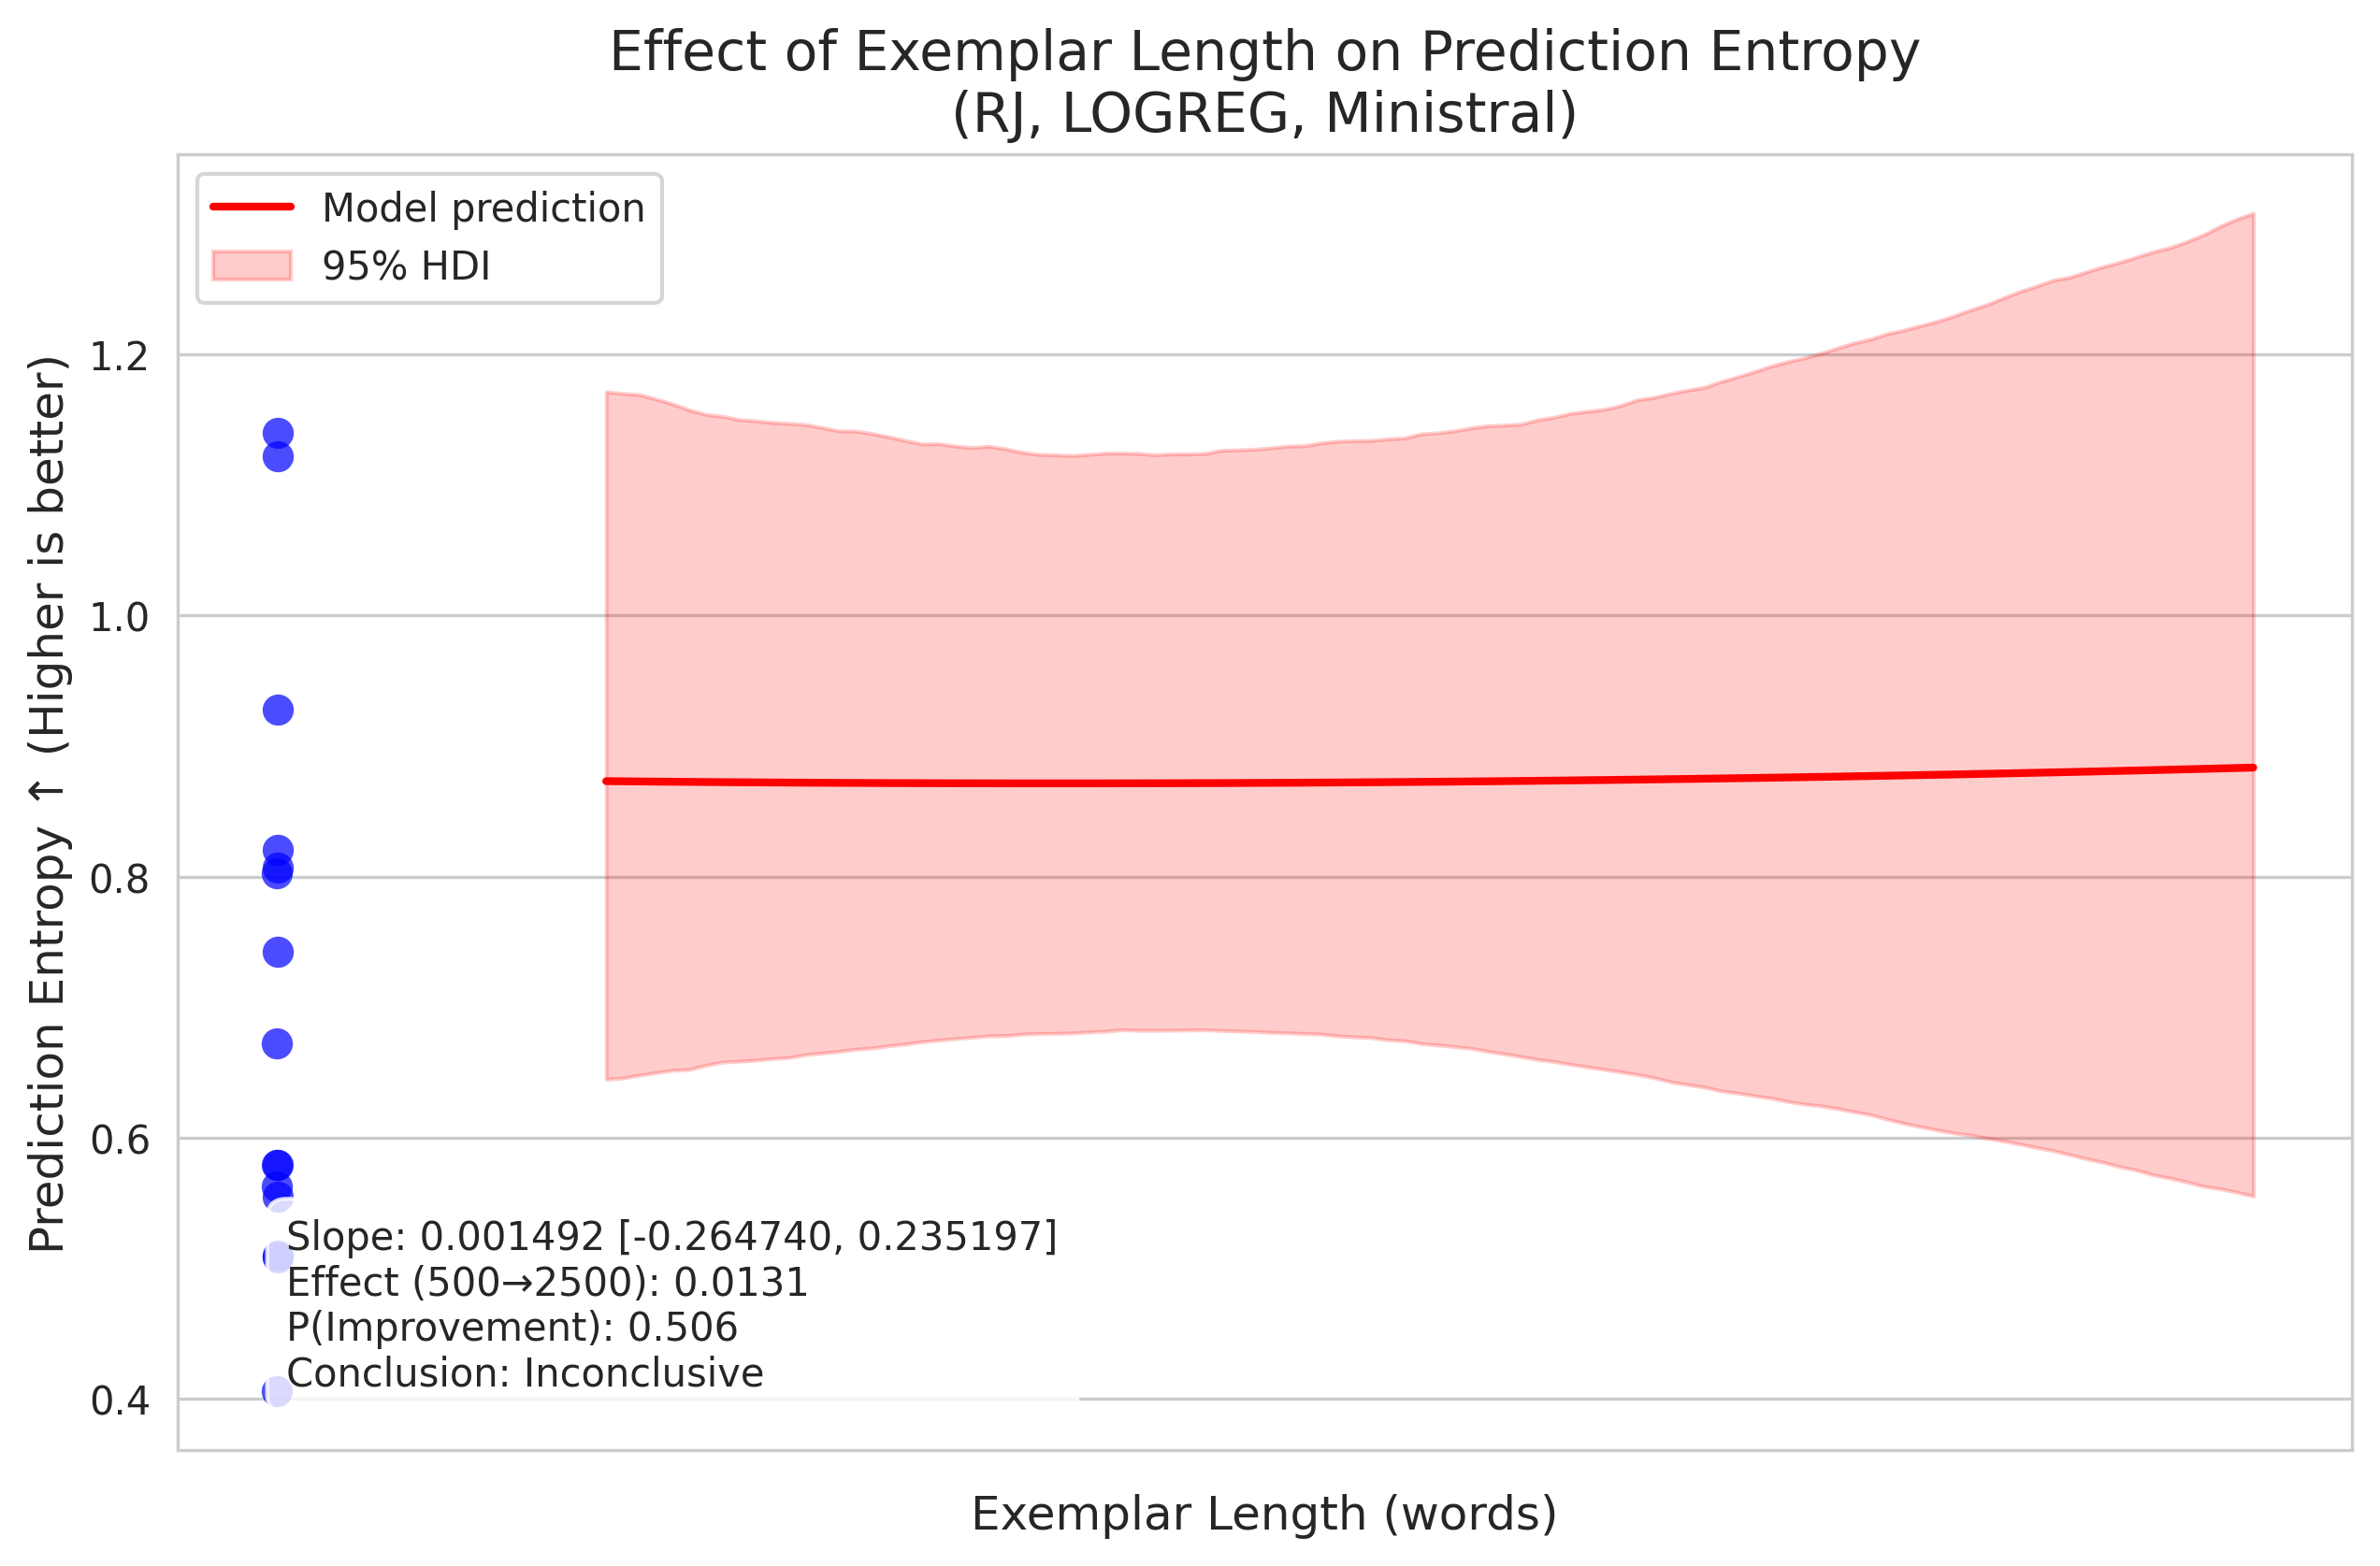 Effect of Exemplar Length on Prediction Entropy
(RJ, LOGREG, Ministral)
Model prediction
95% HDI
Prediction Entropy ↑ (Higher is better)
1.2
1.0
0.8
0.6
0.4
Slope: 0.001492 [-0.264740, 0.235197]
Effect (500→2500): 0.0131
P(Improvement): 0.506
Conclusion: Inconclusive
Exemplar Length (words)